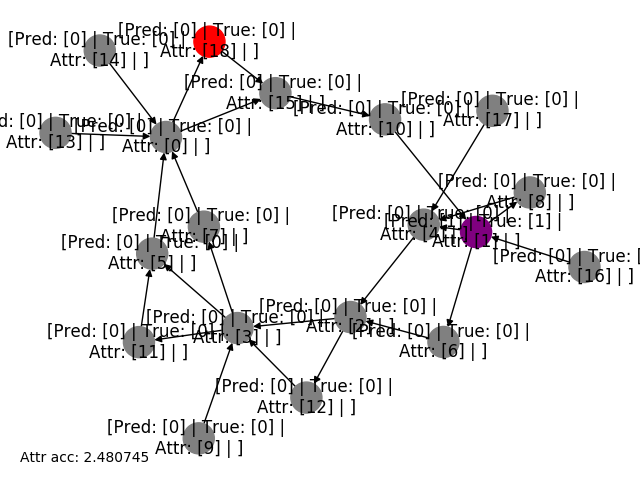 [Pred: [0] | True: [0] |
Attr: [18] | ]
[Pred: [0] | True: [0] |
Attr: [14] | ]
[Pred: [0] | True: [0] |
Attr: [15] | ]
[Pred: [0] | True: [0] |
Attr: [17] | ]
[Pred: [0] | True: [0] |
Attr: [10] | ]
d: [0] | True: [0] |
Attr: [13] | ]
[Pred: [0] | True: [0] |
Attr: [0] | ]
[Pred: [0] | True: [0] |
Attr: [8] | ]
[Pred: [0] | True: [0] |
Attr: [4] | ]
[Pred: [1] | True: [1] |
Attr: [1] | ]
[Pred: [0] | True: [0] |
Attr: [7] | ]
[Pred: [0] | True: [0] |
Attr: [5] | ]
[Pred: [0] | True: [
Attr: [16] | ]
[Pred: [0] | True: [0] |
Attr: [2] | ]
[Pred: [0] | True: [0] |
Attr: [3] | ]
[Pred: [0] | True: [0] |
Attr: [11] | ]
[Pred: [0] | True: [0] |
Attr: [6] | ]
[Pred: [0] | True: [0] |
Attr: [12] | ]
[Pred: [0] | True: [0] |
Attr: [9] | ]
Attr acc: 2.480745